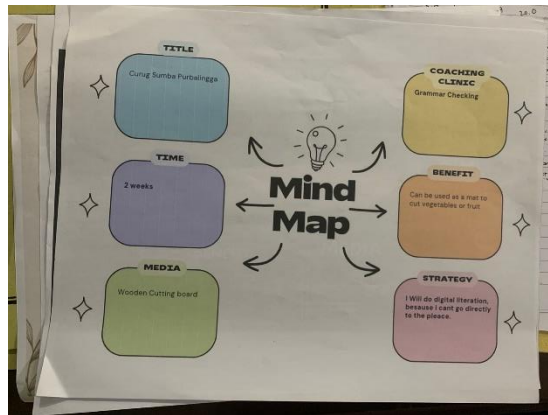 TITLE
Curug Sumba Purbalingga
TIME
2 weeks
MEDIA
Wooden Cutting board
Mind
Map
COACHING
CLINIC
Grammar Checking
BENEFIT
Can be used as a mat to
cut vegetables or fruit
STRATEGY
I Will do digital literation,
because I cant go directly
to the pleace.